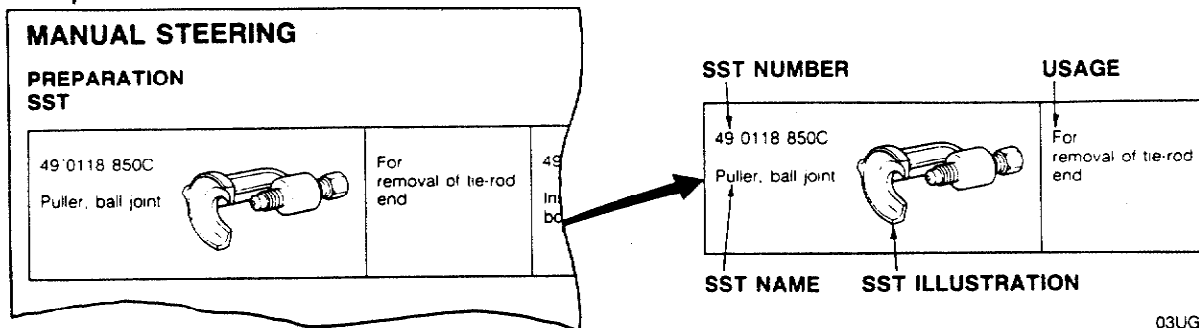 MANUAL STEERING
PREPARATION
SST
49 0118 850C
Puller, ball joint
For
removal of tie-rod
end
49
SST NUMBER
USAGE
49 0118 850C
Puller, ball joint
For
removal of tie-rod
end
SST NAME
SST ILLUSTRATION
03UG